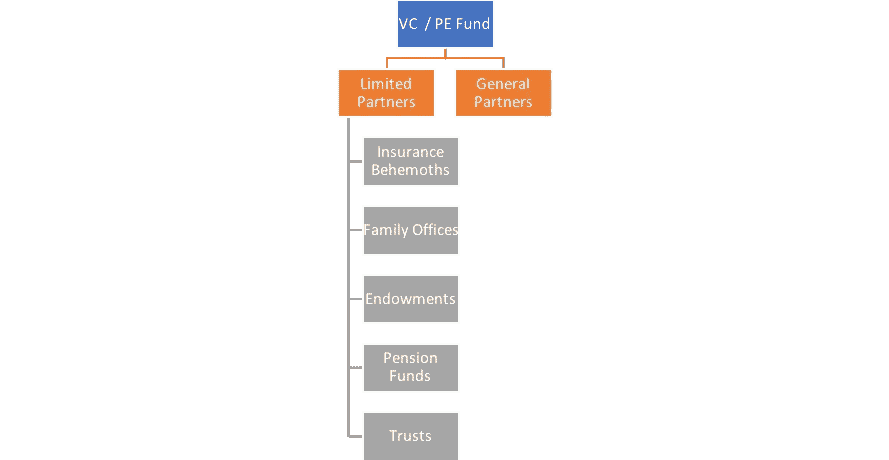 VC / PE Fund
Limited
Partners
General
Partners
Insurance
Behemoths
Family Offices
Endowments
Pension
Funds
Trusts